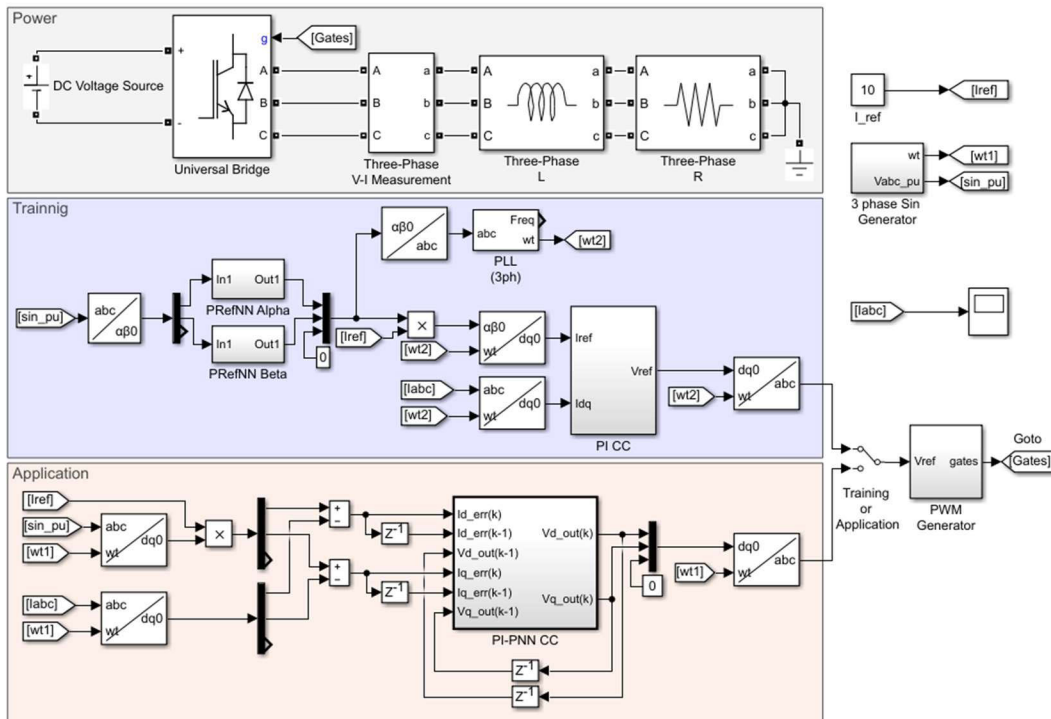 Power
[Gates]
g
+
-
A
B
C
+
DC Voltage Source
Universal Bridge
A
B
C
a
b
c
Three-Phase
V-I Measurement
A
B
C
a
b
c
Three-Phase
L
A
B
C
a
b
c
Three-Phase
R
10
I_ref
[Iref]
wt
Vabc_pu
3 phase Sin
Generator
[wt1]
[sin_pu]
[Iabc]
Trainnig
[sin_pu]
abc
αβ0
In1
Out1
PRefNN Alpha
In1
Out1
PRefNN Beta
0
αβ0
abc
abc
Freq
wt
PLL
(3ph)
[wt2]
[Iref]
×
[wt2]
αβ0
wt
dq0
[Iabc]
[wt2]
abc
wt
dq0
Iref
Idq
Vref
PI CC
[wt2]
dq0
wt
abc
Application
[Iref]
[sin_pu]
[wt1]
abc
wt
dq0
×
[Iabc]
[wt1]
abc
wt
dq0
+
−
+
−
Z-1
Z-1
Id_err(k)
Id_err(k-1)
Vd_out(k-1)
Iq_err(k)
Iq_err(k-1)
Vq_out(k-1)
Vd_out(k)
Vq_out(k)
PI-PNN CC
Z-1
Z-1
0
[wt1]
dq0
wt
abc
Training
or
Application
Vref
gates
PWM
Generator
Goto
[Gates]